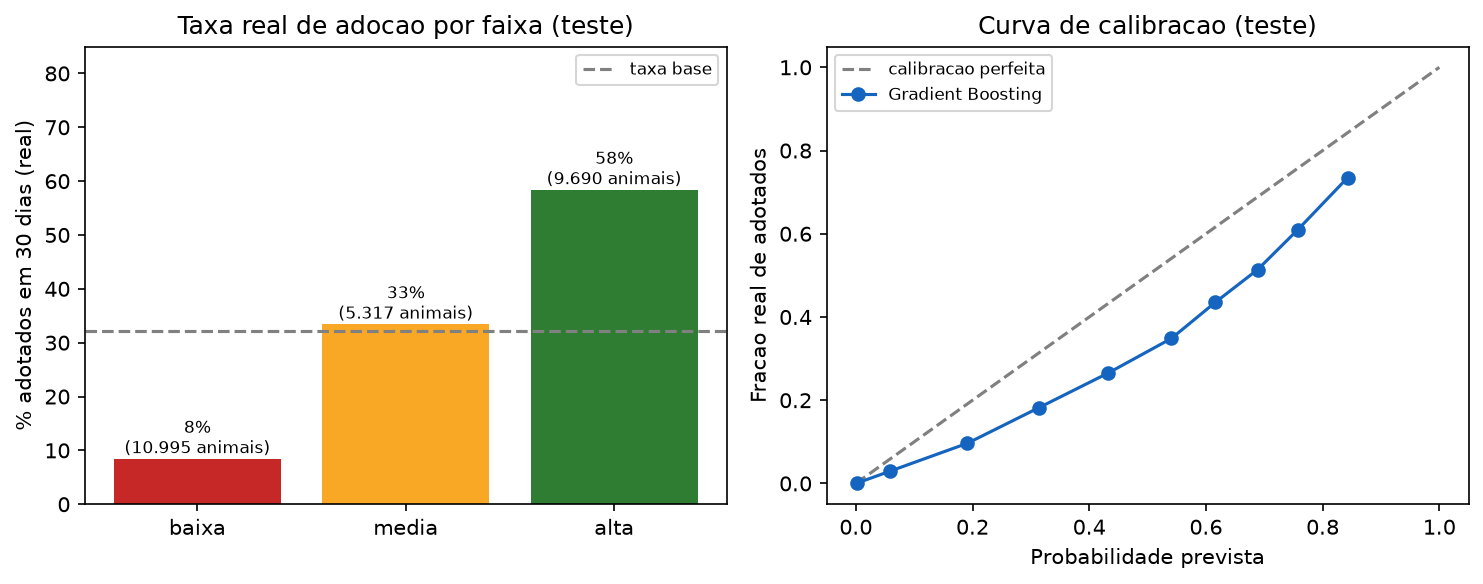 Taxa real de adocao por faixa (teste)
% adotados em 30 dias (real)
80
70
60
50
40
30
20
10
0
taxa base
8%
(10.995 animais)
33%
(5.317 animais)
58%
(9.690 animais)
baixa
media
alta
Curva de calibracao (teste)
Fracao real de adotados
1.0
0.8
0.6
0.4
0.2
0.0
calibracao perfeita
Gradient Boosting
0.0
0.2
0.4
0.6
0.8
1.0
Probabilidade prevista